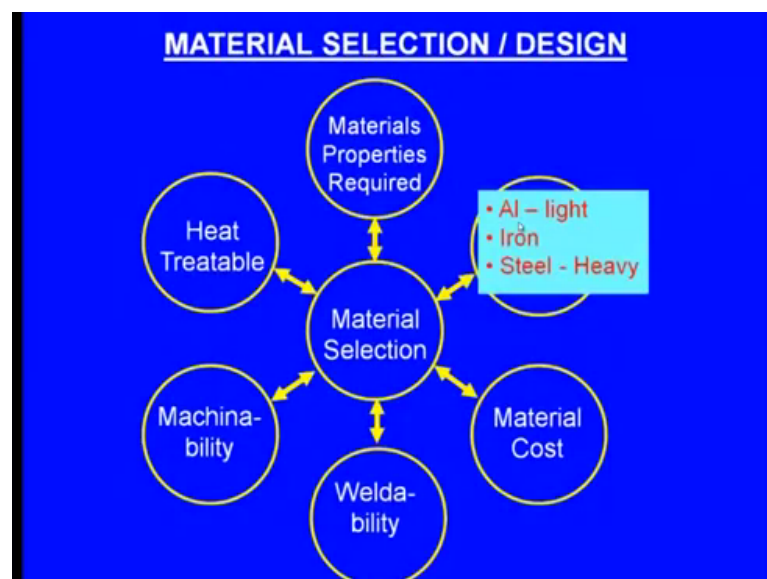 MATERIAL SELECTION / DESIGN
Materials
Properties
Required
• Al – light
• Iron
• Steel - Heavy
Heat
Treatable
Material
Selection
Machina-
bility
Material
Cost
Welda-
bility